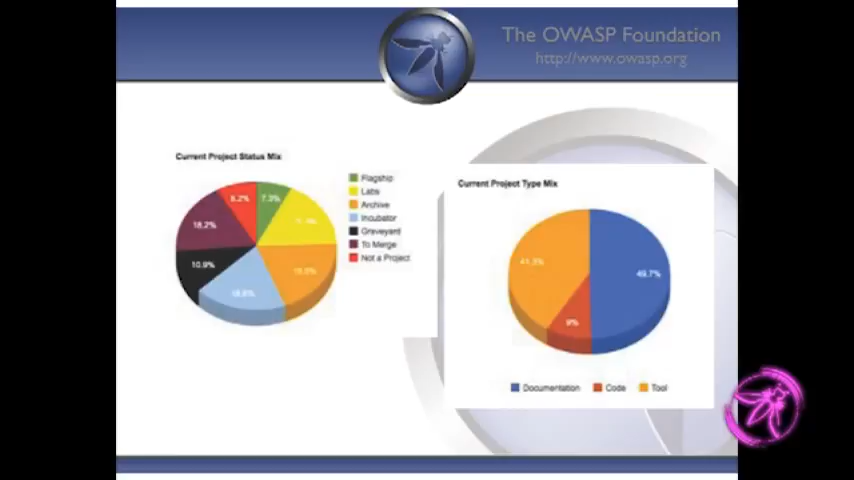 The OWASP Foundation
http://www.owasp.org
Current Project Status Mix
Flagship
Labs
Archive
Incubator
Graveyard
To Merge
Not a Project
7.3%
18.2%
10.9%
Current Project Type Mix
41.3%
49.7%
9%
Documentation
Code
Tool